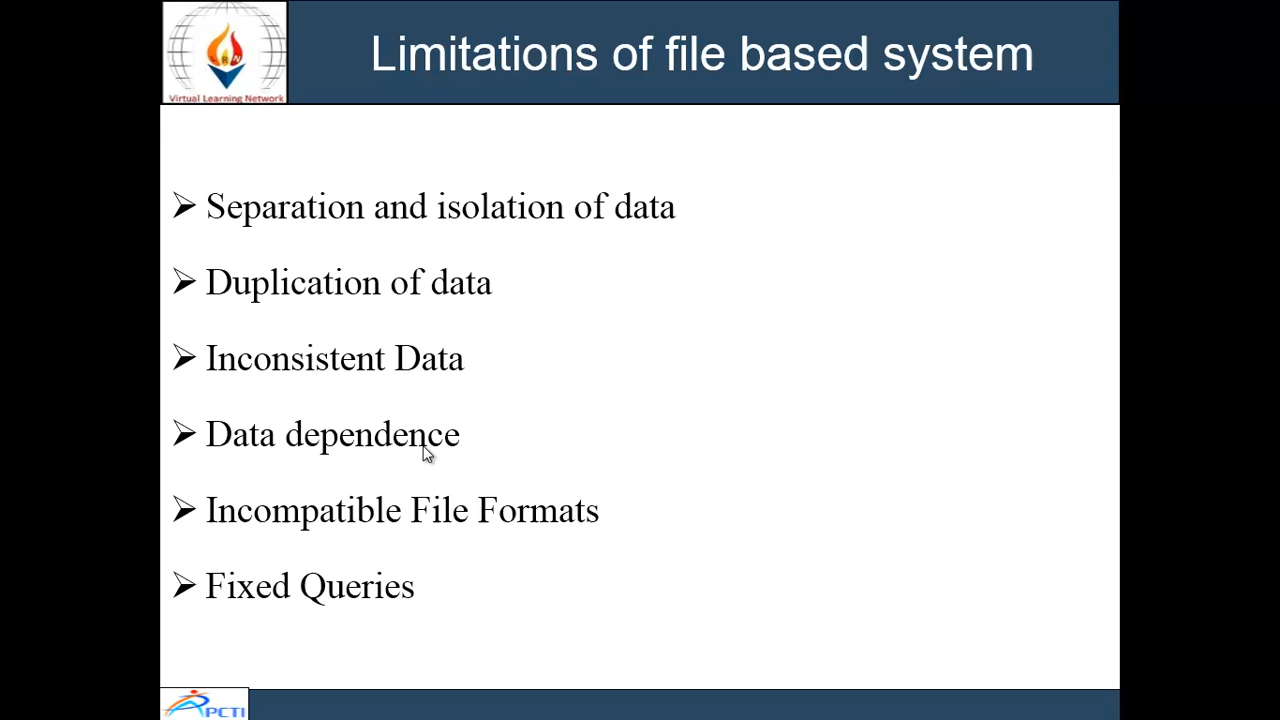 Limitations of file based system
Virtual Learning Network
Separation and isolation of data
Duplication of data
Inconsistent Data
Data dependence
Incompatible File Formats
Fixed Queries
PCTI